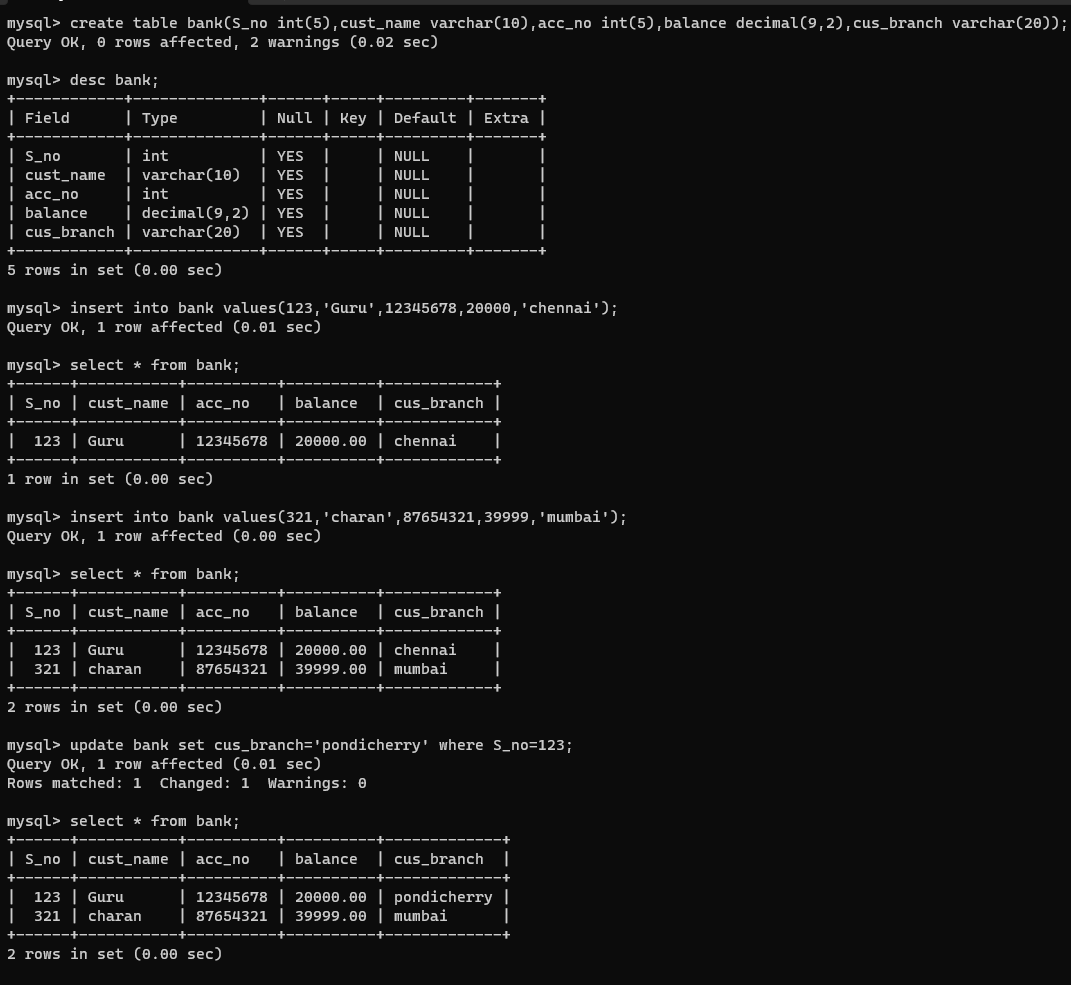 mysql> create table bank(S_no int(5),cust_name varchar(10),acc_no int(5),balance decimal(9,2),cus_branch varchar(20));
Query OK, 0 rows affected, 2 warnings (0.02 sec)
mysql> desc bank;
+------------+--------------+------+-----+---------+-------+
| Field      | Type         | Null | Key | Default | Extra |
+------------+--------------+------+-----+---------+-------+
| S_no       | int          | YES  |     | NULL    |       |
| cust_name  | varchar(10)  | YES  |     | NULL    |       |
| acc_no     | int          | YES  |     | NULL    |       |
| balance    | decimal(9,2) | YES  |     | NULL    |       |
| cus_branch | varchar(20)  | YES  |     | NULL    |       |
+------------+--------------+------+-----+---------+-------+
5 rows in set (0.00 sec)
mysql> insert into bank values(123,'Guru',12345678,20000,'chennai');
Query OK, 1 row affected (0.01 sec)
mysql> select * from bank;
+------+-----------+----------+----------+------------+
| S_no | cust_name | acc_no   | balance  | cus_branch |
+------+-----------+----------+----------+------------+
|  123 | Guru      | 12345678 | 20000.00 | chennai    |
+------+-----------+----------+----------+------------+
1 row in set (0.00 sec)
mysql> insert into bank values(321,'charan',87654321,39999,'mumbai');
Query OK, 1 row affected (0.00 sec)
mysql> select * from bank;
+------+-----------+----------+----------+------------+
| S_no | cust_name | acc_no   | balance  | cus_branch |
+------+-----------+----------+----------+------------+
|  123 | Guru      | 12345678 | 20000.00 | chennai    |
|  321 | charan    | 87654321 | 39999.00 | mumbai     |
+------+-----------+----------+----------+------------+
2 rows in set (0.00 sec)
mysql> update bank set cus_branch='pondicherry' where S_no=123;
Query OK, 1 row affected (0.01 sec)
Rows matched: 1  Changed: 1  Warnings: 0
mysql> select * from bank;
+------+-----------+----------+----------+-------------+
| S_no | cust_name | acc_no   | balance  | cus_branch  |
+------+-----------+----------+----------+-------------+
|  123 | Guru      | 12345678 | 20000.00 | pondicherry |
|  321 | charan    | 87654321 | 39999.00 | mumbai      |
+------+-----------+----------+----------+-------------+
2 rows in set (0.00 sec)